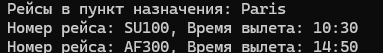 Рейсы в пункт назначения: Paris
Номер рейса: SU100, Время вылета: 10:30
Номер рейса: AF300, Время вылета: 14:50